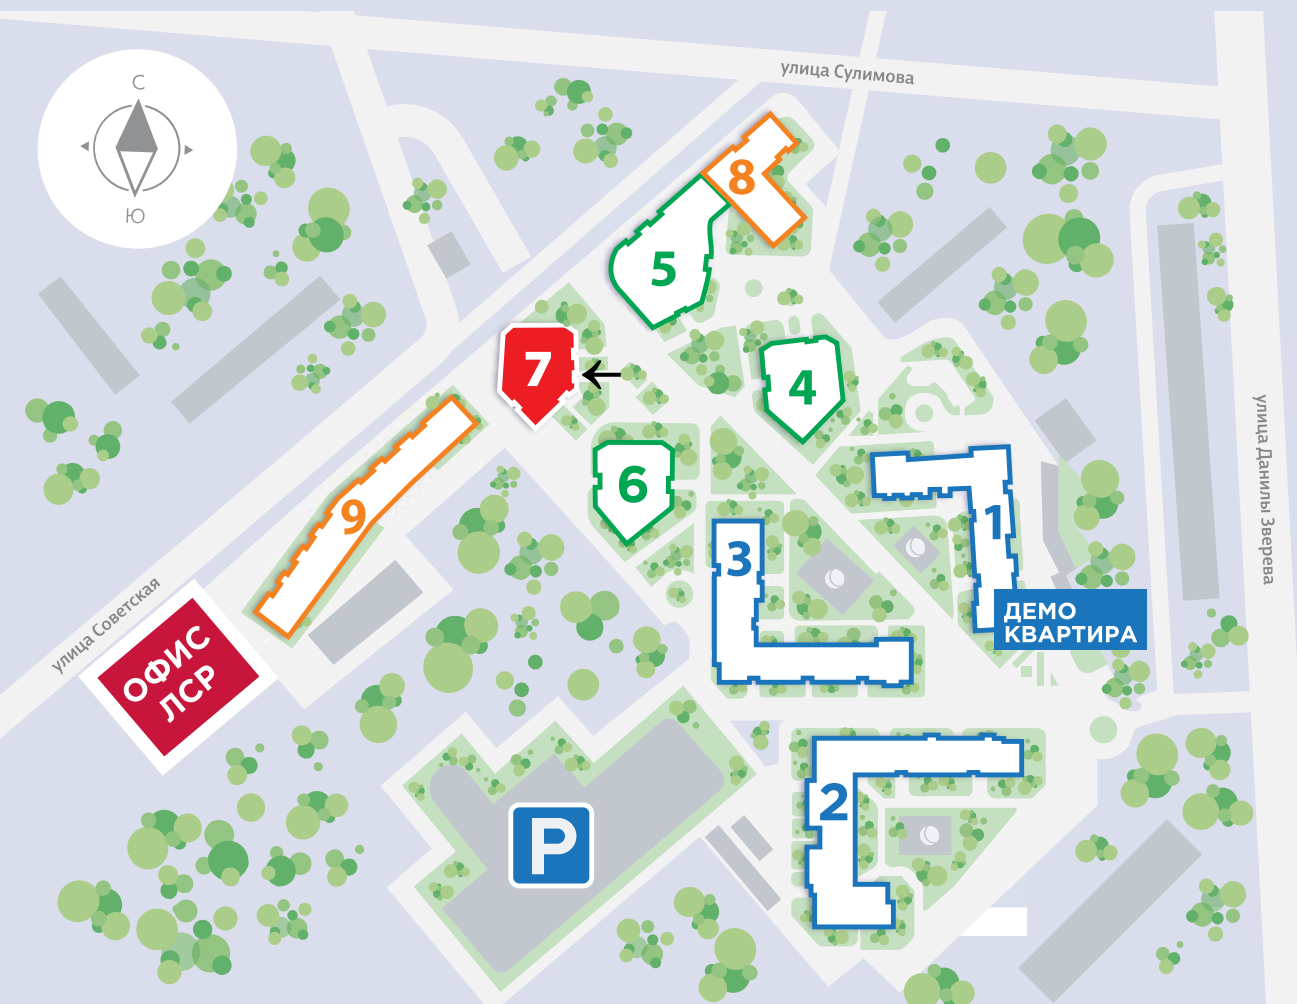 С
Ю
улица Сулимова
8
5
7
4
6
9
3
1
улица Данилы Зверева
улица Советская
ДЕМО
КВАРТИРА
ОФИС
ЛСР
2
P